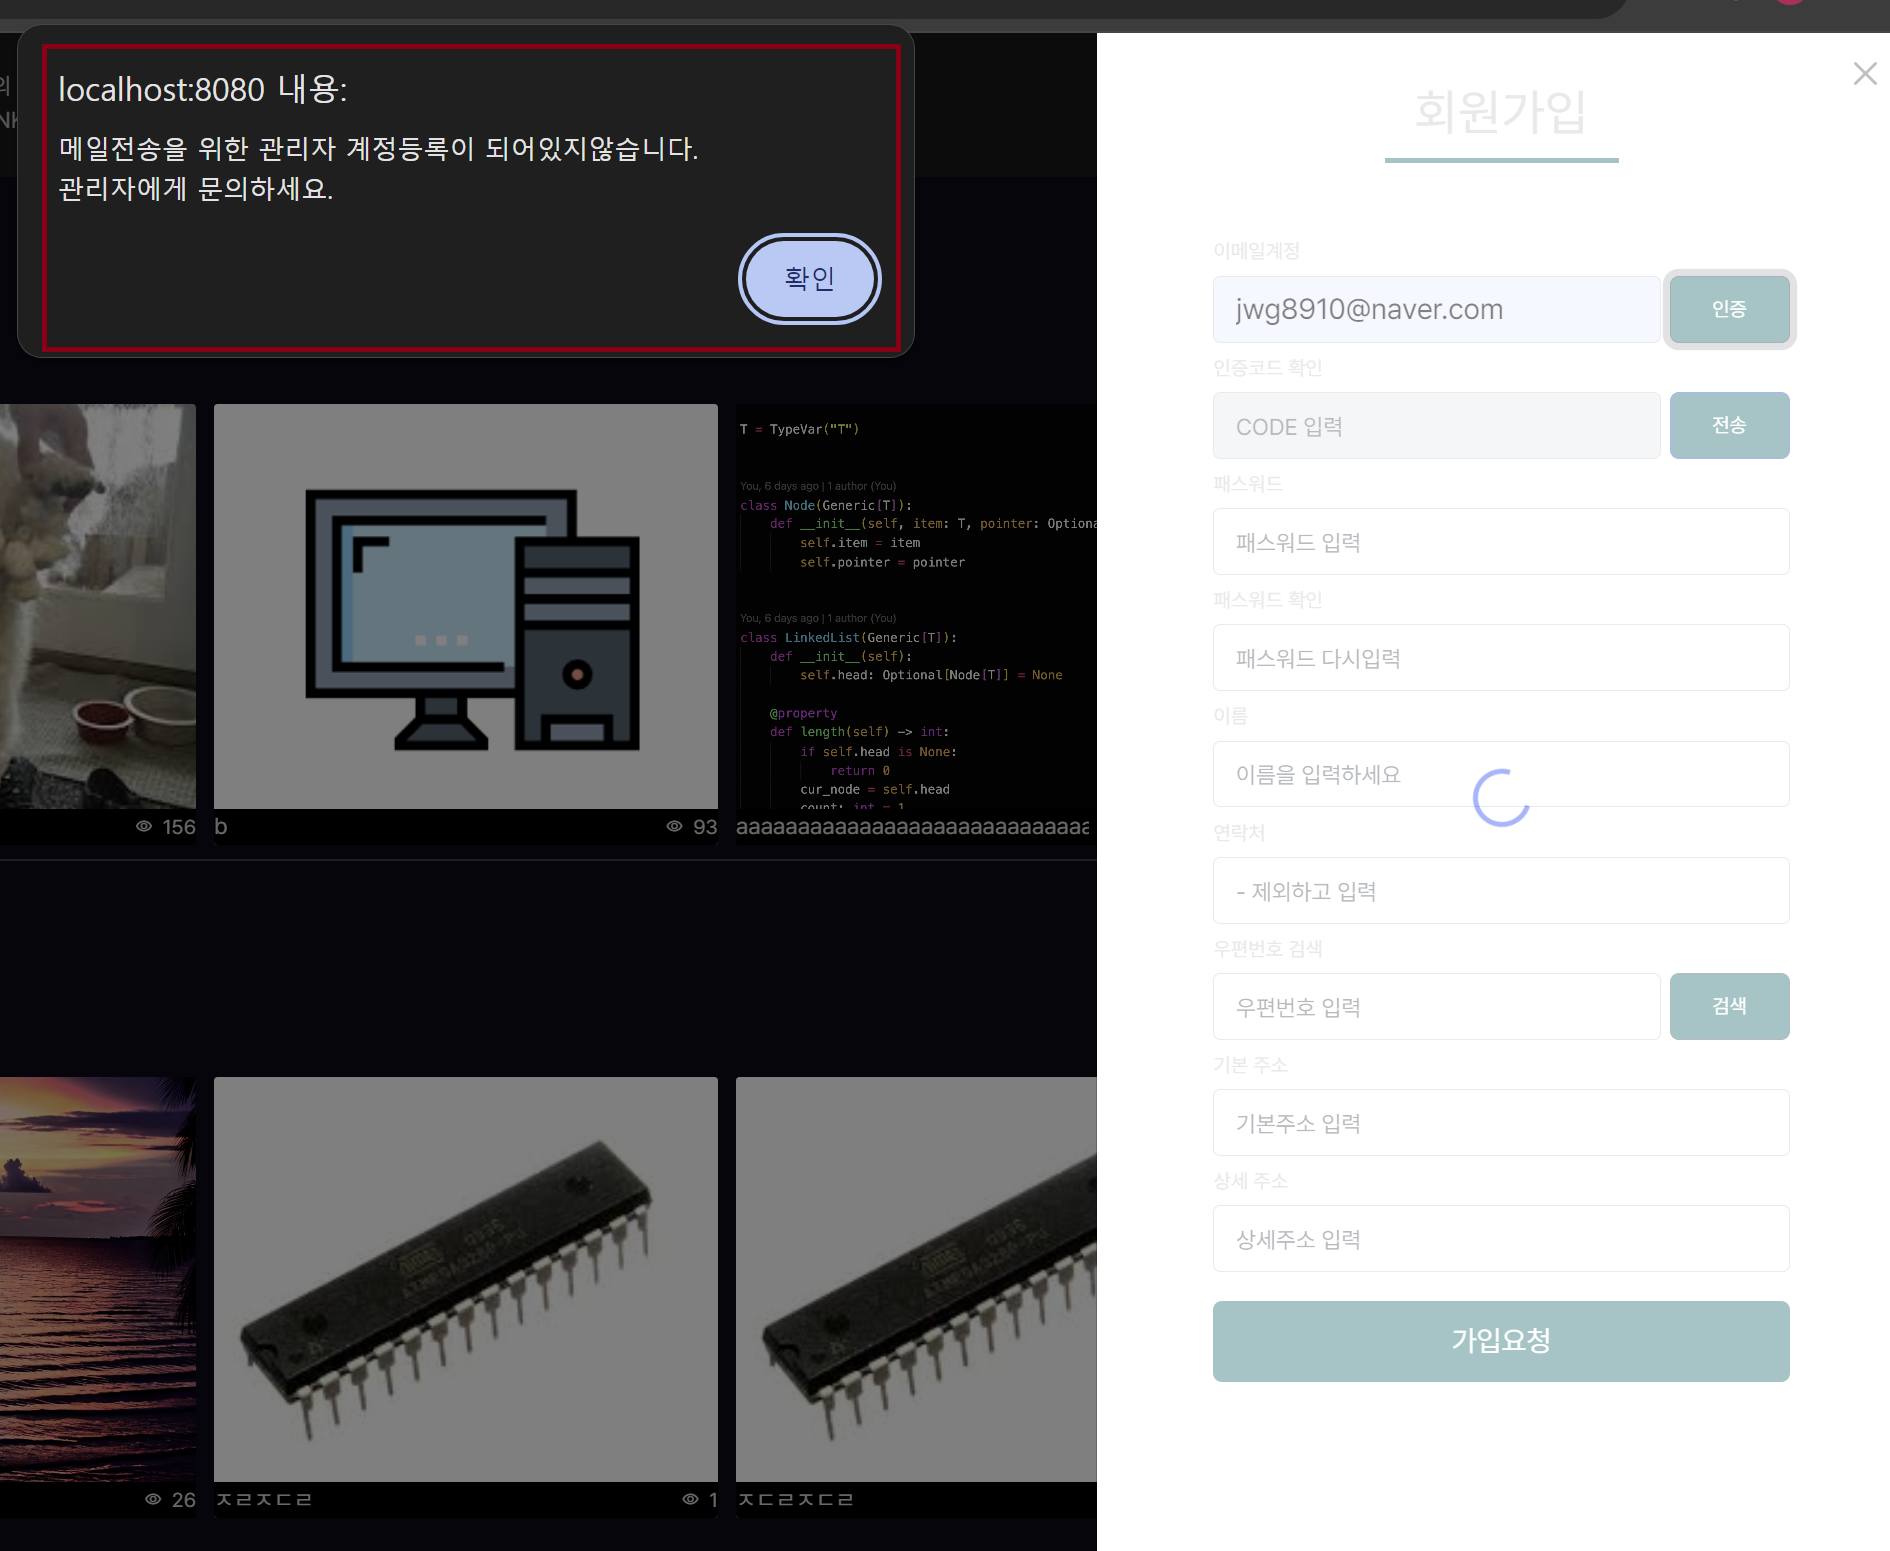 localhost:8080 내용:
메일전송을 위한 관리자 계정등록이 되어있지않습니다.
관리자에게 문의하세요.
확인
회원가입
이메일계정
jwg8910@naver.com
인증
인증코드 확인
CODE 입력
전송
패스워드
패스워드 입력
패스워드 확인
패스워드 다시입력
이름
이름을 입력하세요
연락처
- 제외하고 입력
우편번호 검색
우편번호 입력
검색
기본 주소
기본주소 입력
상세 주소
상세주소 입력
가입요청
T = TypeVar("T")
You, 6 days ago | 1 author (You)
class Node(Generic[T]):
def __init__(self, item: T, pointer: Optiona
self.item = item
self.pointer = pointer
You, 6 days ago | 1 author (You)
class LinkedList(Generic[T]):
def __init__(self):
self.head: Optional[Node[T]] = None
@property
def length(self) -> int:
if self.head is None:
return 0
cur_node = self.head
count: int = 1
156
b
93
26
ㅈㄹㅈㄷㄹ
1
ㅈㄷㄹㅈㄷㄹ